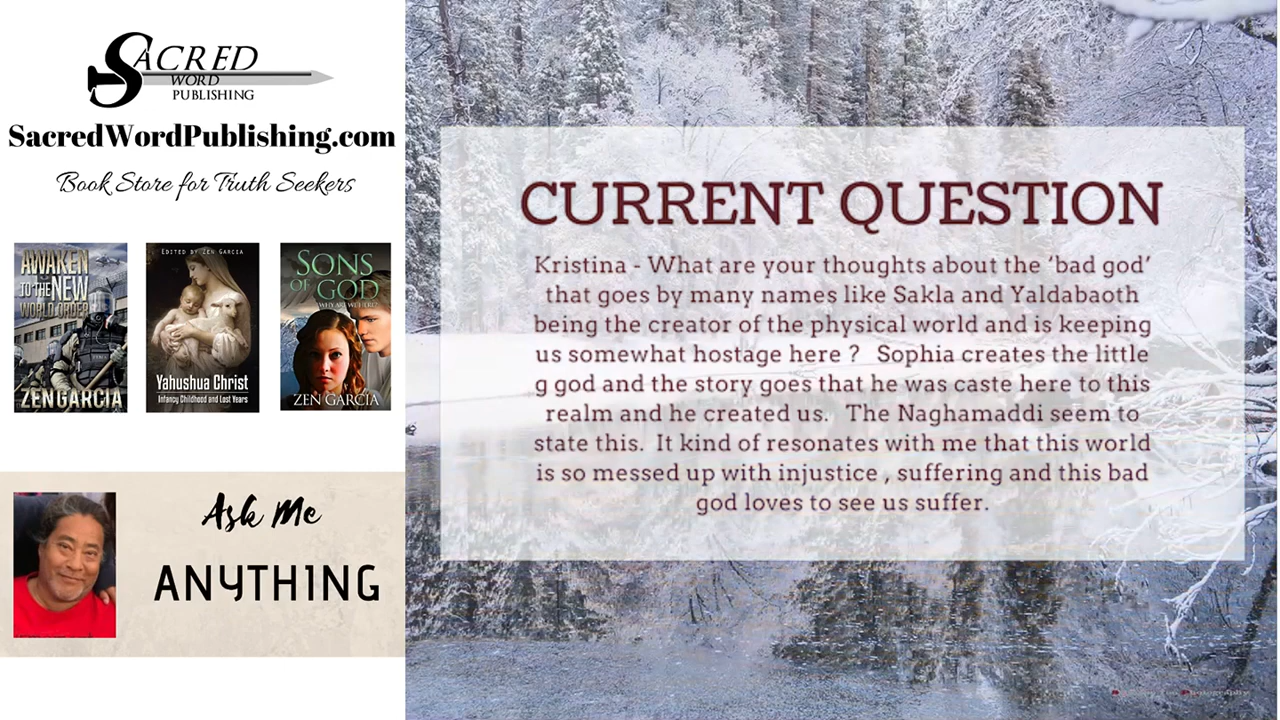 SACRED
WORD
PUBLISHING
SacredWordPublishing.com
Book Store for Truth Seekers
AWAKEN
TO THE NEW
WORLD ORDER
ZEN GARCIA
EDITED BY ZEN GARCIA
Yahushua Christ
Infancy Childhood and Lost Years
SONS
OF GOD
WHY ARE WE HERE?
ZEN GARCIA
Ask Me
ANYTHING
CURRENT QUESTION
Kristina - What are your thoughts about the ‘bad god’
that goes by many names like Sakla and Yaldabaoth
being the creator of the physical world and is keeping
us somewhat hostage here ?  Sophia creates the little
g god and the story goes that he was caste here to this
realm and he created us.  The Naghamaddi seem to
state this.  It kind of resonates with me that this world
is so messed up with injustice , suffering and this bad
god loves to see us suffer.